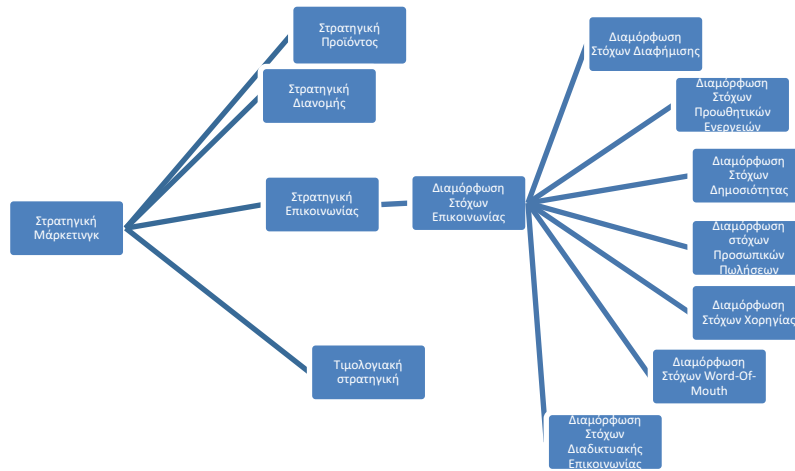 Στρατηγική
Προϊόντος
Στρατηγική
Διανομής
Στρατηγική
Μάρκετινγκ
Στρατηγική
Επικοινωνίας
Τιμολογιακή
στρατηγική
Διαμόρφωση
Στόχων
Επικοινωνίας
Διαμόρφωση
Στόχων Διαφήμισης
Διαμόρφωση
Στόχων
Προωθητικών
Ενεργειών
Διαμόρφωση
Στόχων
Δημοσιότητας
Διαμόρφωση
στόχων
Προσωπικών
Πωλήσεων
Διαμόρφωση
Στόχων Χορηγίας
Διαμόρφωση
Στόχων Word-Of-
Mouth
Διαμόρφωση
Στόχων
Διαδικτυακής
Επικοινωνίας